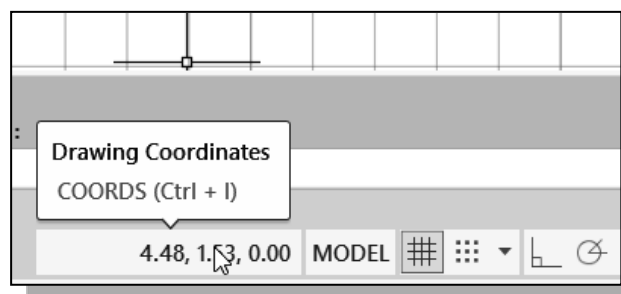 :
Drawing Coordinates
COORDS (Ctrl + I)
4.48, 0.00 MODEL